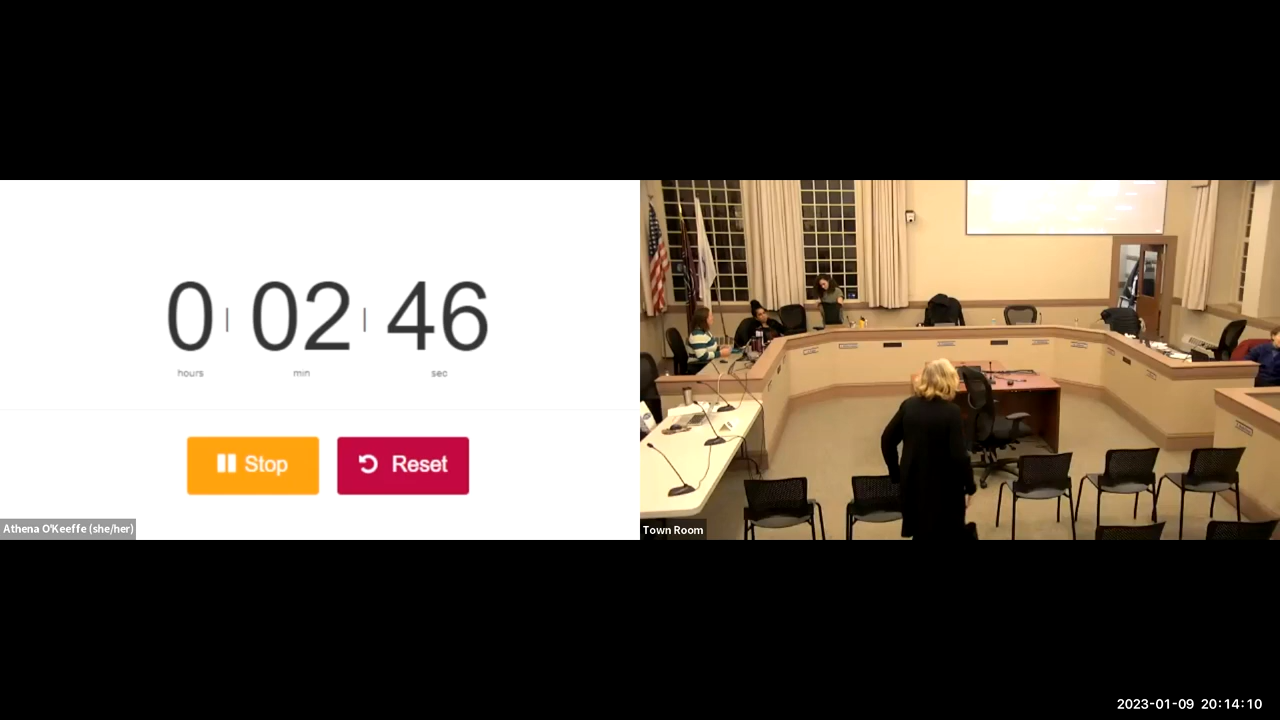 0 02 46
hours min sec
Stop Reset
Athena O'Keeffe (she/her)
Town Room
2023-01-09 20:14:10